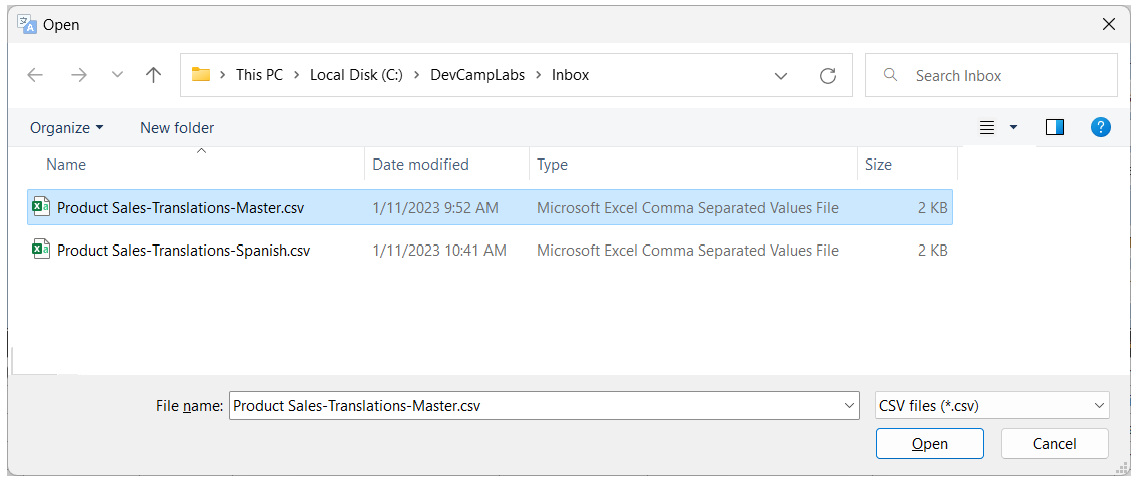 Open
This PC > Local Disk (C:) > DevCampLabs > Inbox
Search Inbox
Organize New folder
?
Name Date modified Type Size
Product Sales-Translations-Master.csv 1/11/2023 9:52 AM Microsoft Excel Comma Separated Values File 2 KB
Product Sales-Translations-Spanish.csv 1/11/2023 10:41 AM Microsoft Excel Comma Separated Values File 2 KB
File name: Product Sales-Translations-Master.csv CSV files (*.csv)
Open Cancel